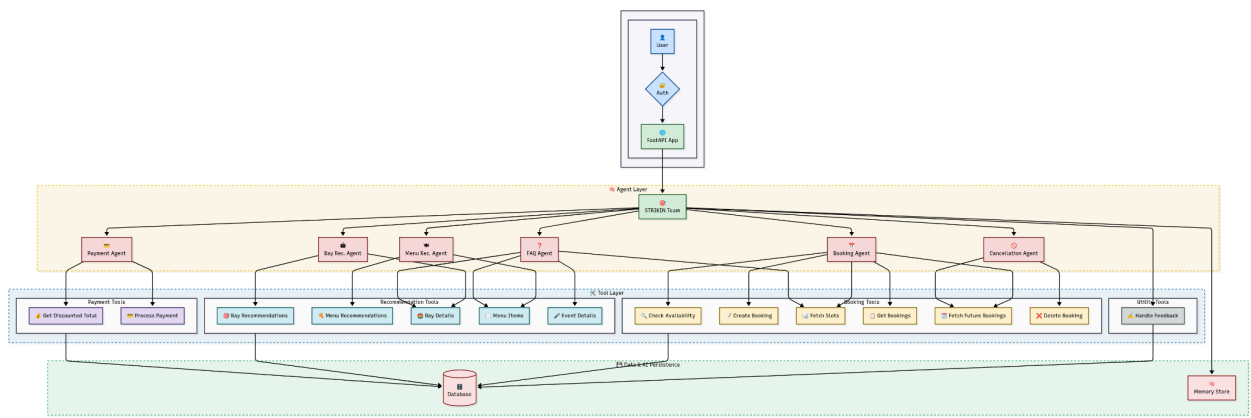 User
Auth
FastAPI App
Agent Layer
STRIKIN Team
Payment Agent
Bay Rec. Agent
Menu Rec. Agent
FAQ Agent
Booking Agent
Cancellation Agent
Tool Layer
Payment Tools
Recommendation Tools
Booking Tools
Utility Tools
Get Discounted Total
Process Payment
Bay Recommendations
Menu Recommendations
Bay Details
Menu Items
Event Details
Check Availability
Create Booking
Fetch Slots
Get Bookings
Fetch Future Bookings
Delete Booking
Handle Feedback
Data & AI Persistence
Database
Memory Store